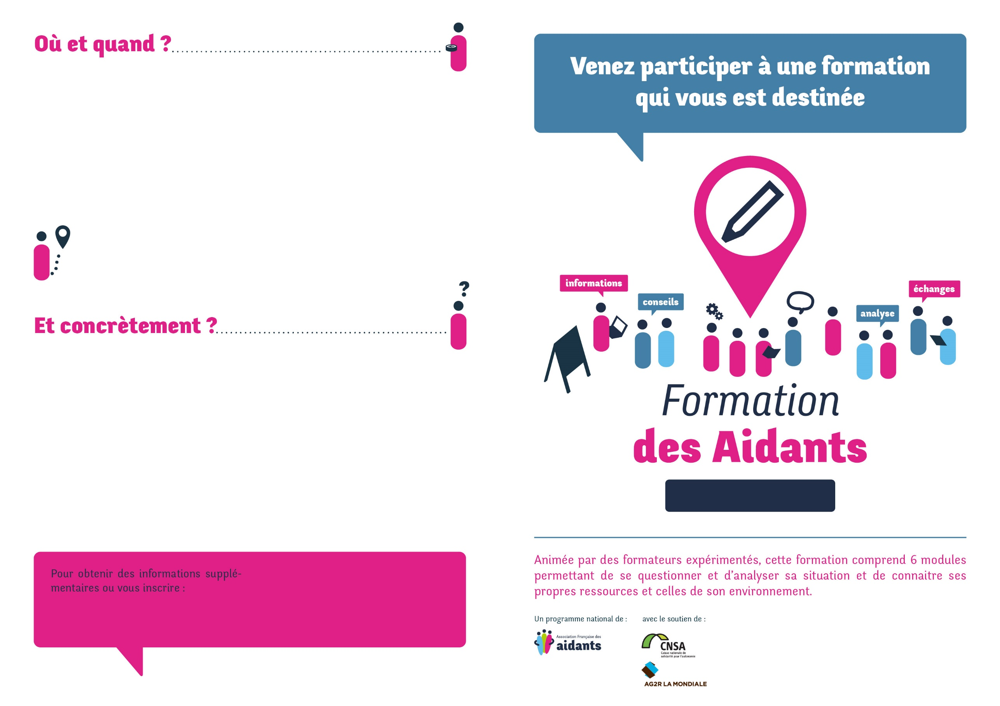 Où et quand ?
?
Et concrètement ?
Pour obtenir des informations supplé-
mentaires ou vous inscrire :
Venez participer à une formation
qui vous est destinée
informations
conseils
analyse
échanges
Formation
des Aidants
Animée par des formateurs expérimentés, cette formation comprend 6 modules
permettant de se questionner et d'analyser sa situation et de connaitre ses
propres ressources et celles de son environnement.
Un programme national de :
avec le soutien de :
Association Française des
aidants
CNSA
Caisse nationale de
solidarité pour l'autonomie
AG2R LA MONDIALE